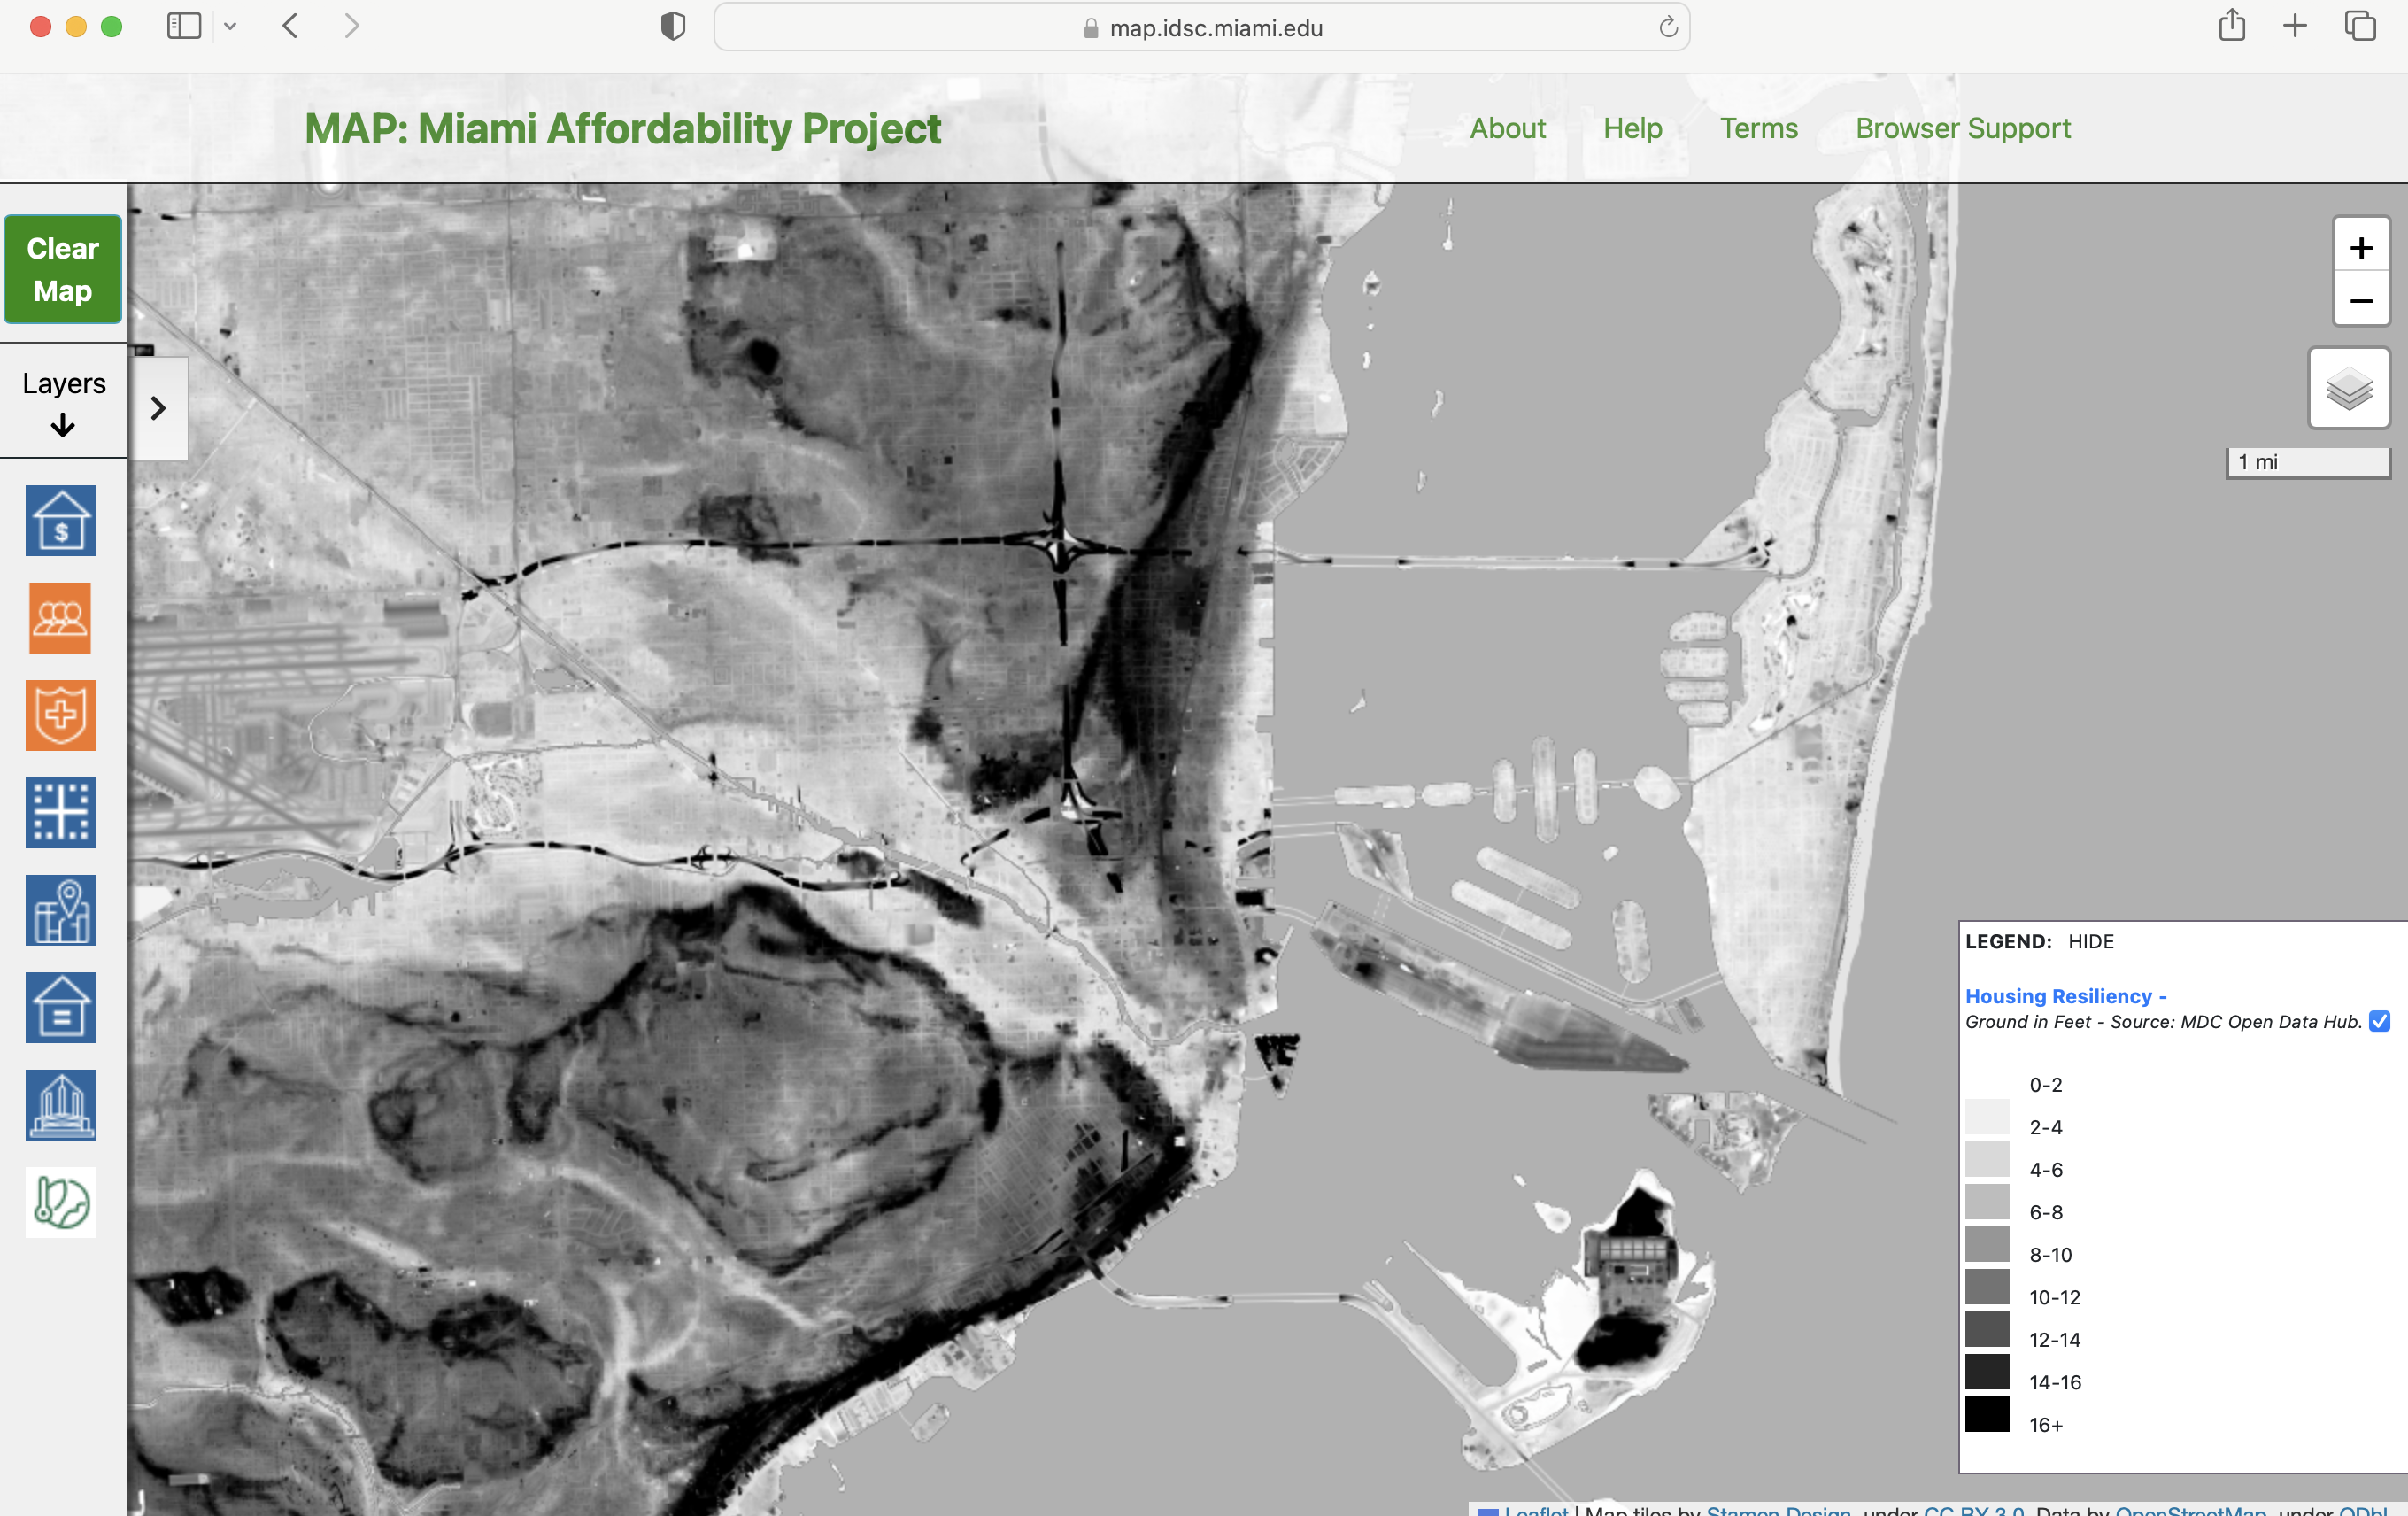 map.idsc.miami.edu
MAP: Miami Affordability Project
About
Help
Terms
Browser Support
Clear
Map
Layers
+
−
1 mi
$
LEGEND: HIDE
Housing Resiliency -
Ground in Feet - Source: MDC Open Data Hub.
0-2
2-4
4-6
6-8
8-10
10-12
12-14
14-16
16+
Leaflet | Map tiles by Stamen Design, under CC BY 3.0. Data by OpenStreetMap, under ODbL